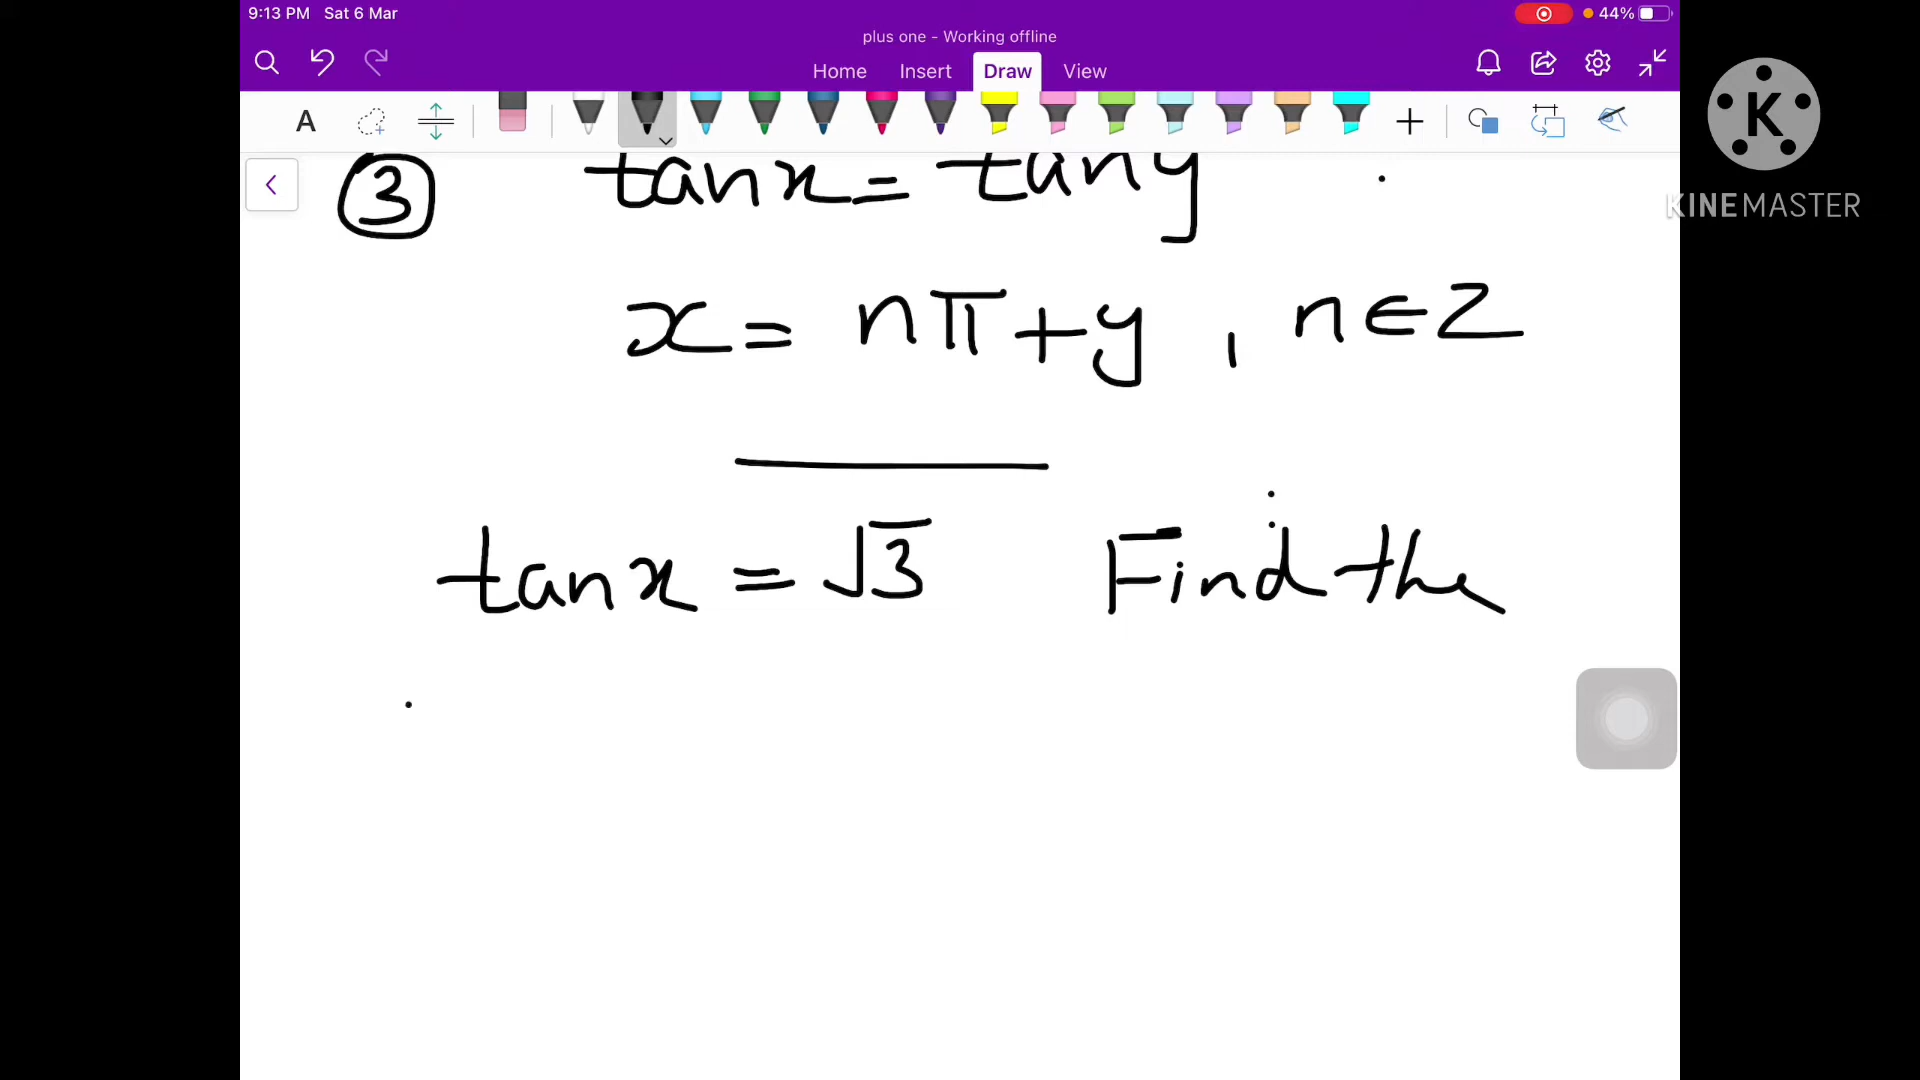 9:13 PM Sat 6 Mar
44%
plus one - Working offline
Home Insert Draw View
A
K
KINEMASTER
③ tan x = tan y
x = nπ + y , n ∈ Z
tan x = √3 Find the